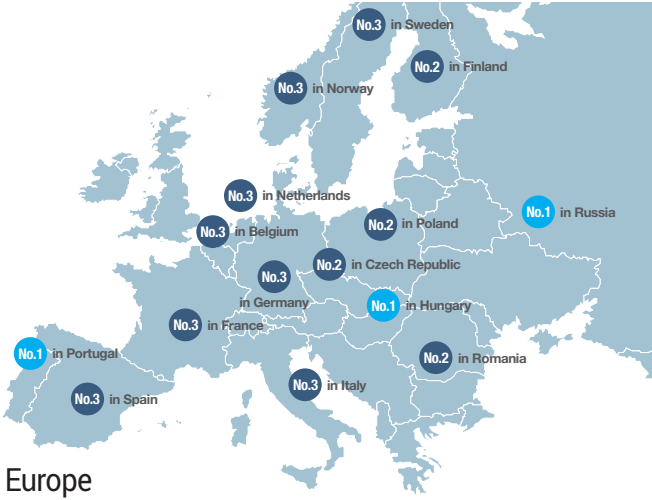 No.3 in Sweden
No.2 in Finland
No.3 in Norway
No.3 in Netherlands
No.1 in Russia
No.3 in Belgium
No.2 in Poland
No.2 in Czech Republic
No.3
in Germany
No.1 in Hungary
No.3 in France
No.1 in Portugal
No.2 in Romania
No.3 in Italy
No.3 in Spain
Europe